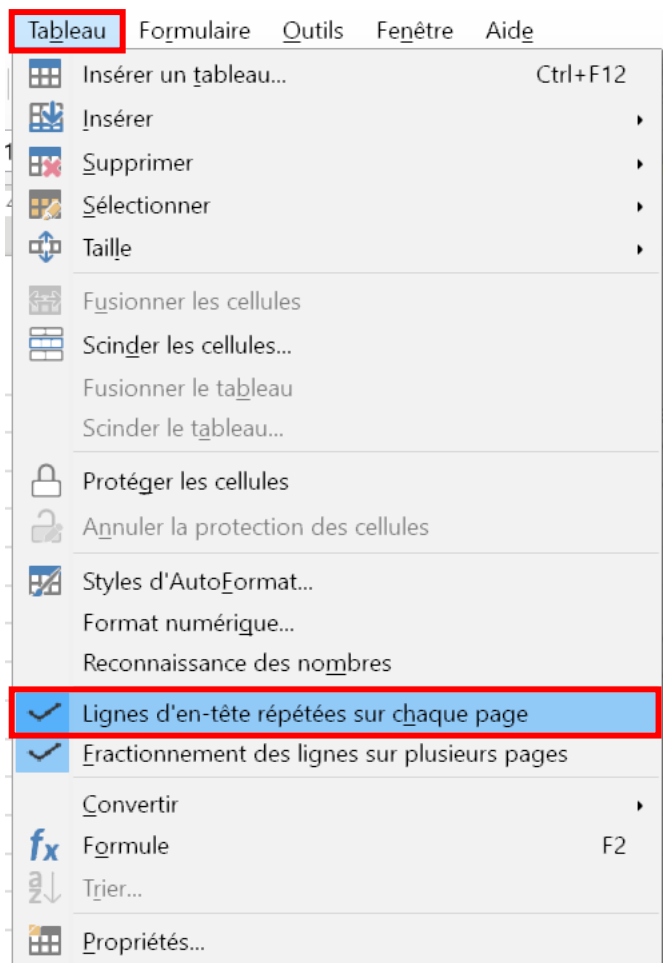 Tableau Formulaire Outils Fenêtre Aide
Insérer un tableau... Ctrl+F12
Insérer
Supprimer
Sélectionner
Taille
Fusionner les cellules
Scinder les cellules...
Fusionner le tableau
Scinder le tableau...
Protéger les cellules
Annuler la protection des cellules
Styles d'AutoFormat...
Format numérique...
Reconnaissance des nombres
Lignes d'en-tête répétées sur chaque page
Fractionnement des lignes sur plusieurs pages
Convertir
fx Formule F2
Trier...
Propriétés...